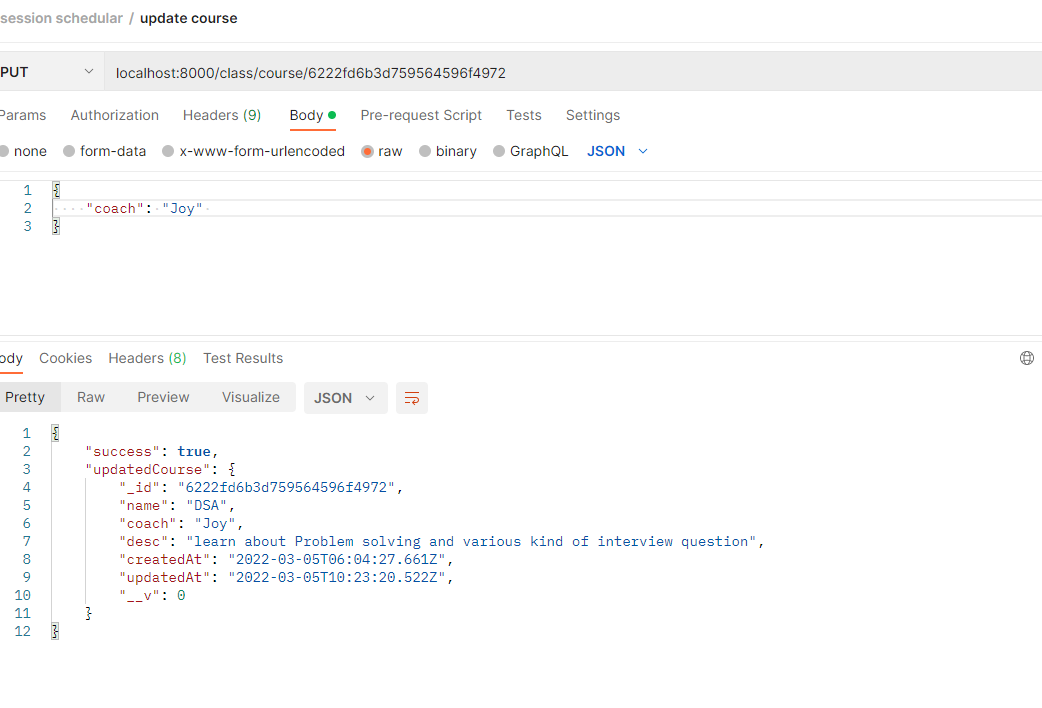 session schedular / update course
PUT localhost:8000/class/course/6222fd6b3d759564596f4972
Params Authorization Headers (9) Body Pre-request Script Tests Settings
none form-data x-www-form-urlencoded raw binary GraphQL JSON
1 {
2 "coach": "Joy"
3 }
ody Cookies Headers (8) Test Results
Pretty Raw Preview Visualize JSON
1 {
2 "success": true,
3 "updatedCourse": {
4 "_id": "6222fd6b3d759564596f4972",
5 "name": "DSA",
6 "coach": "Joy",
7 "desc": "learn about Problem solving and various kind of interview question",
8 "createdAt": "2022-03-05T06:04:27.661Z",
9 "updatedAt": "2022-03-05T10:23:20.522Z",
10 "__v": 0
11 }
12 }